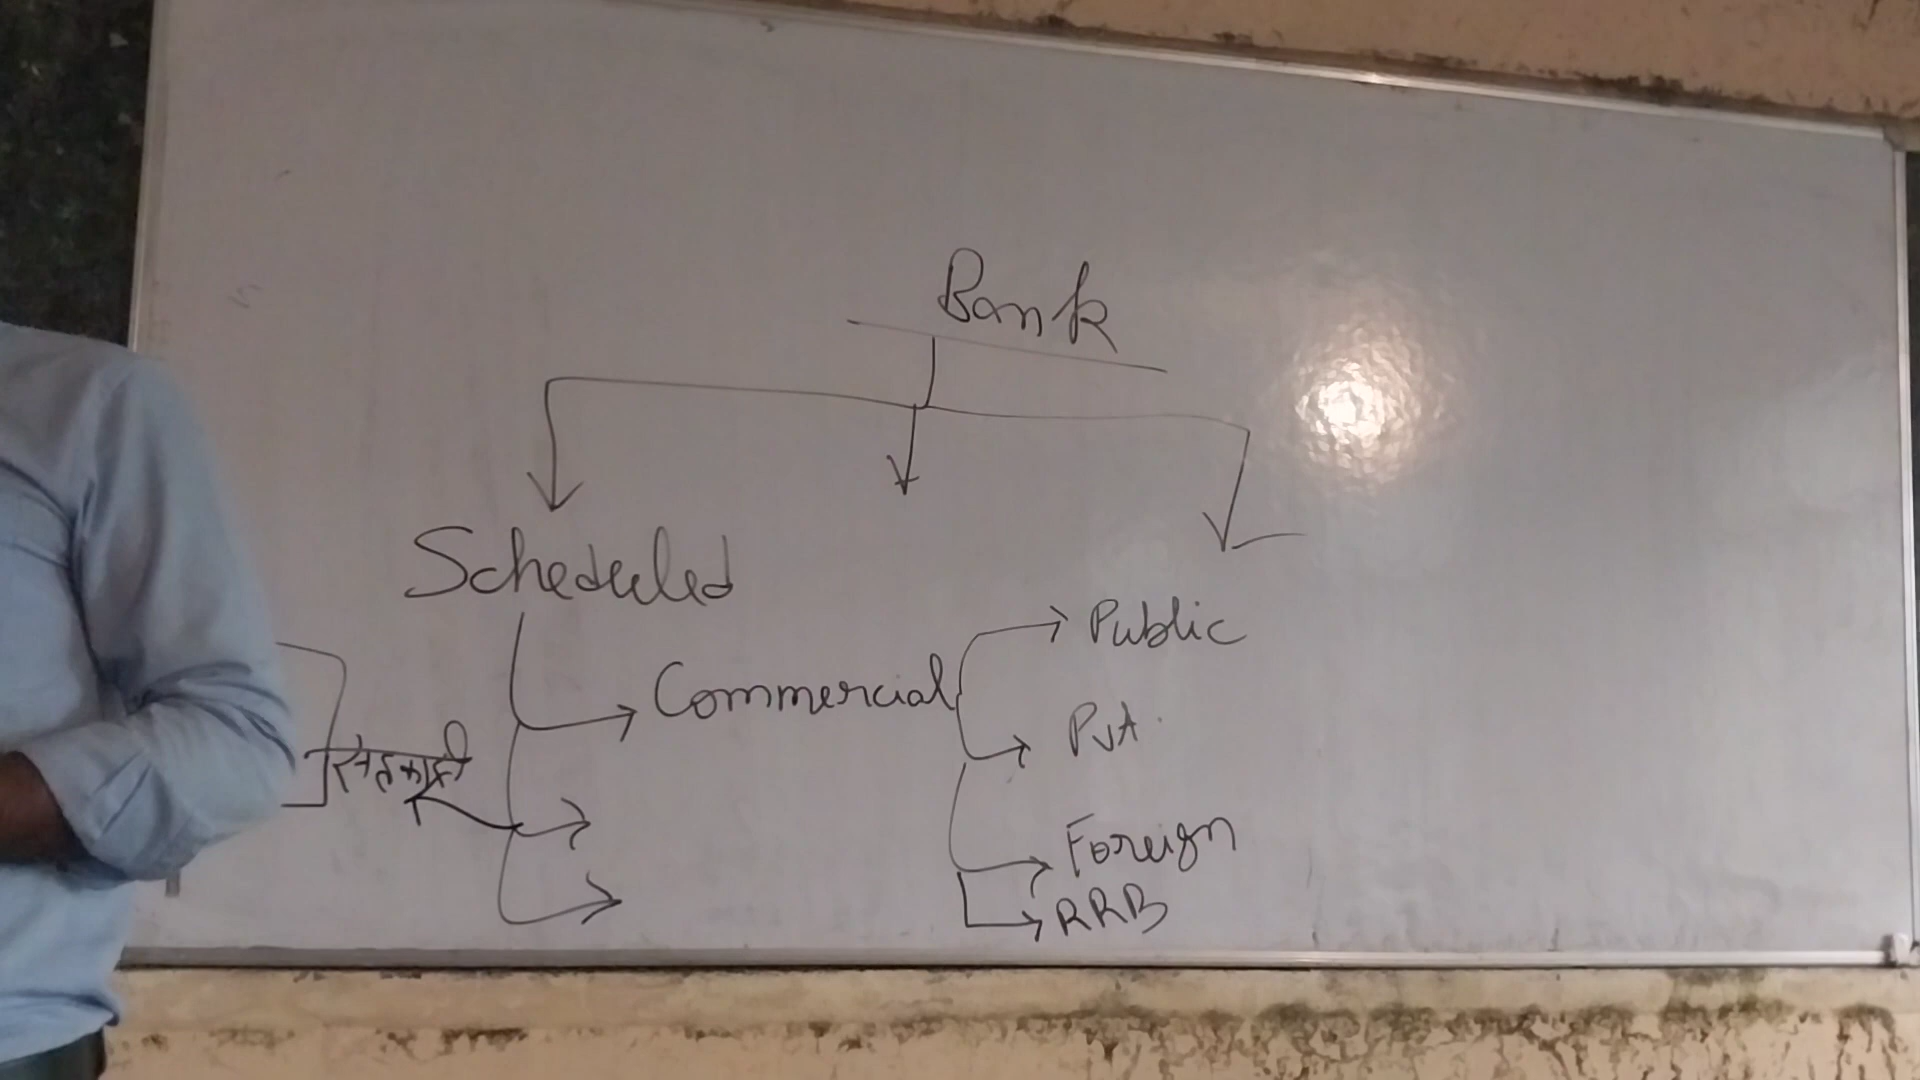 Bank
Scheduled
Public
Commercial
Pvt.
सहकारी
Foreign
RRB